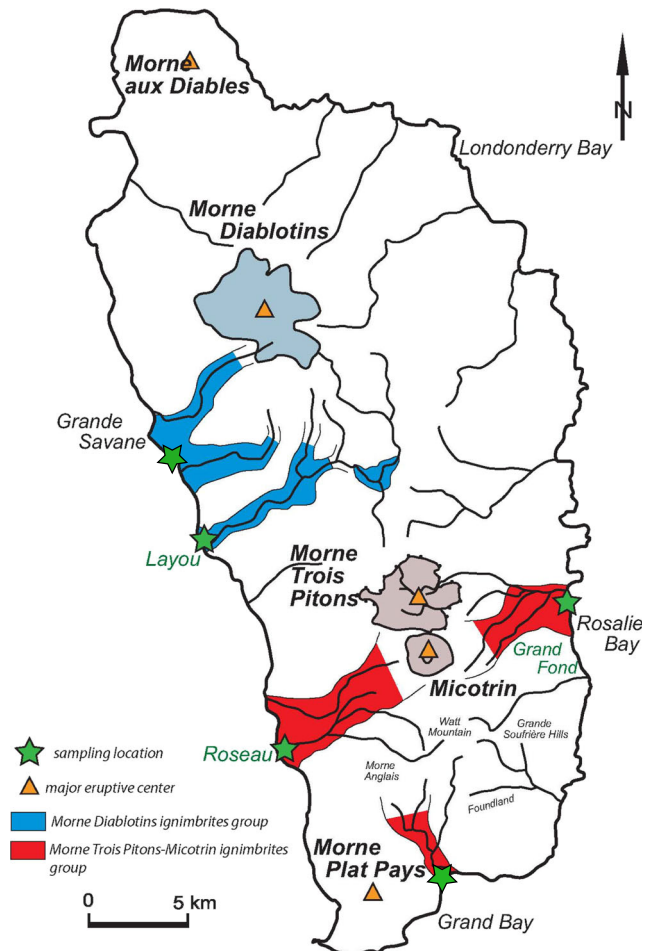 Morne
aux Diables
N
Londonderry Bay
Morne
Diablotins
Grande
Savane
Layou
Morne
Trois
Pitons
Rosalie
Bay
Grand
Fond
Micotrin
Watt
Mountain
Grande
Soufrière Hills
Roseau
Morne
Anglais
Foundland
sampling location
major eruptive center
Morne Diablotins ignimbrites group
Morne Trois Pitons-Micotrin ignimbrites
group
Morne
Plat Pays
Grand Bay
0 5 km